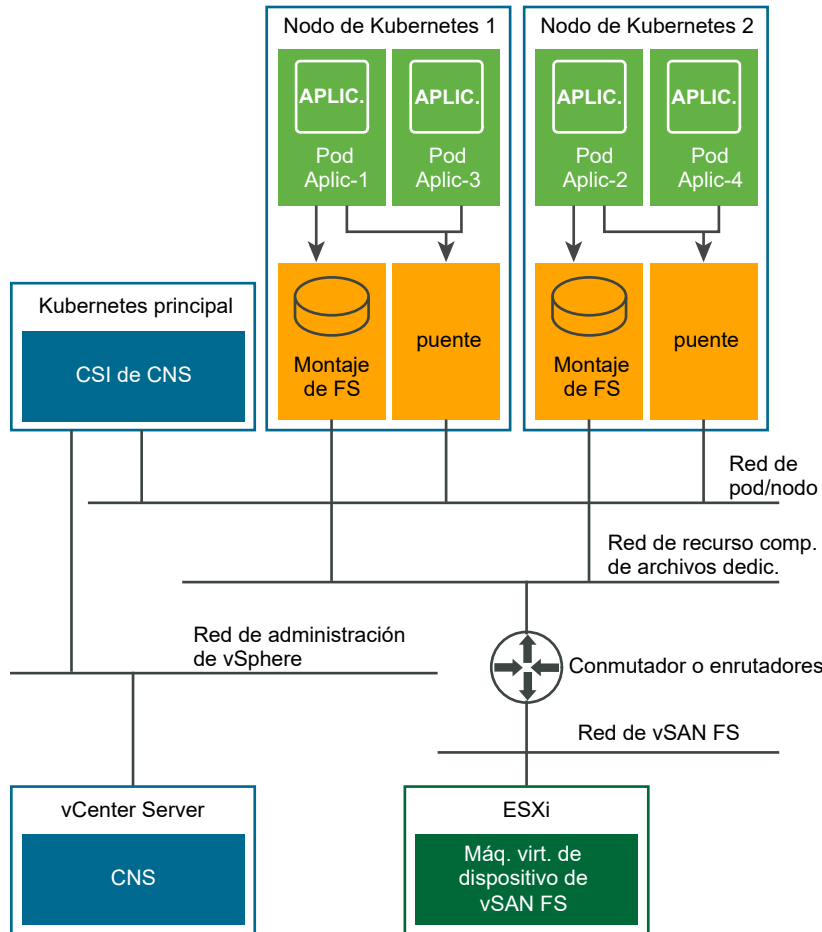 Nodo de Kubernetes 1
Nodo de Kubernetes 2
APLIC.
APLIC.
APLIC.
APLIC.
Pod
Aplic-1
Pod
Aplic-3
Pod
Aplic-2
Pod
Aplic-4
Kubernetes principal
CSI de CNS
Montaje
de FS
puente
Montaje
de FS
puente
Red de
pod/nodo
Red de recurso comp.
de archivos dedic.
Red de administración
de vSphere
Conmutador o enrutadores
Red de vSAN FS
vCenter Server
CNS
ESXi
Máq. virt. de
dispositivo de
vSAN FS